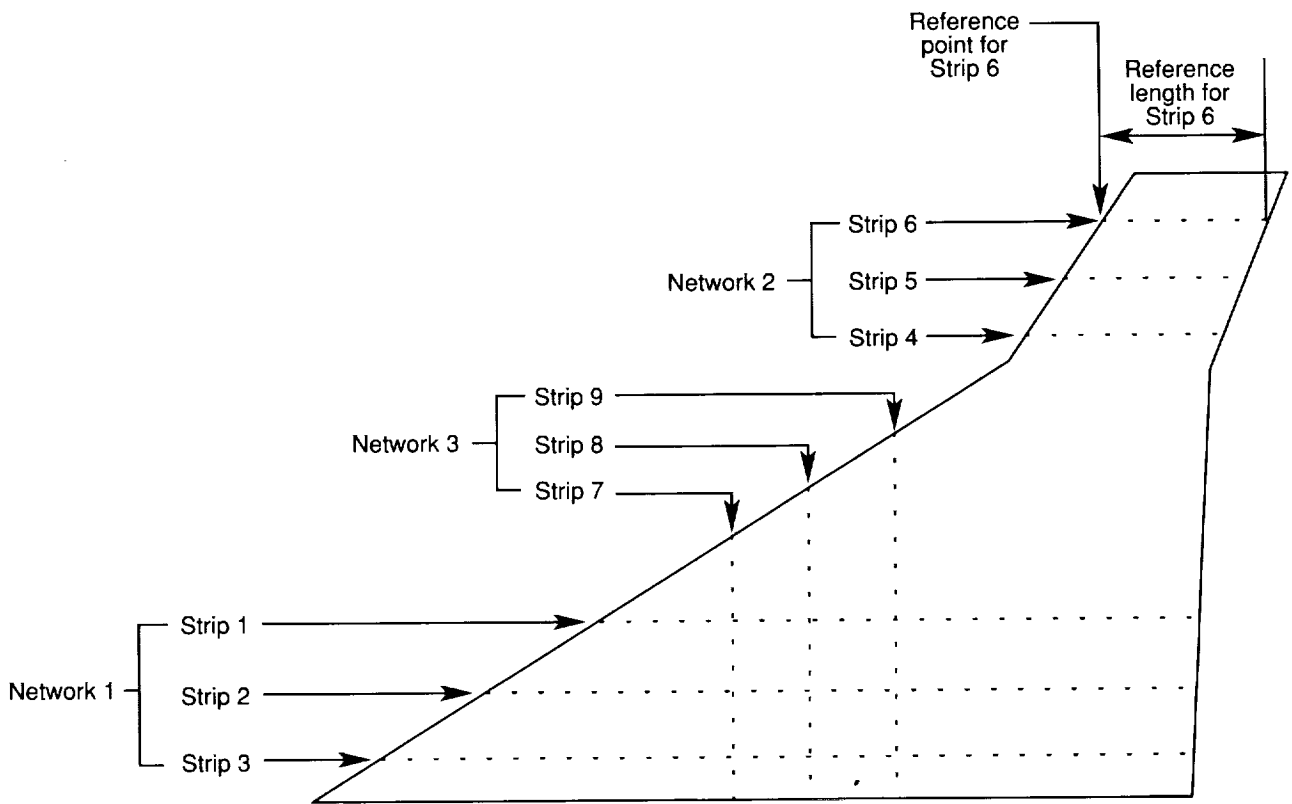 Reference
point for
Strip 6
Reference
length for
Strip 6
Strip 6
Network 2
Strip 5
Strip 4
Strip 9
Network 3
Strip 8
Strip 7
Strip 1
Network 1
Strip 2
Strip 3